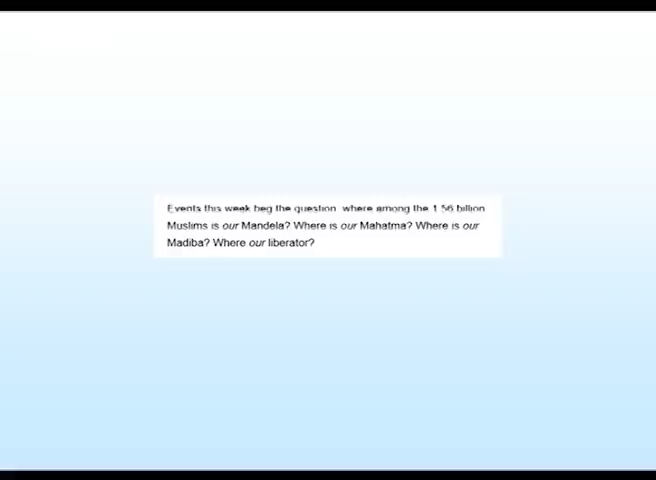 Events this week beg the question where among the 1.56 billion
Muslims is our Mandela? Where is our Mahatma? Where is our
Madiba? Where our liberator?